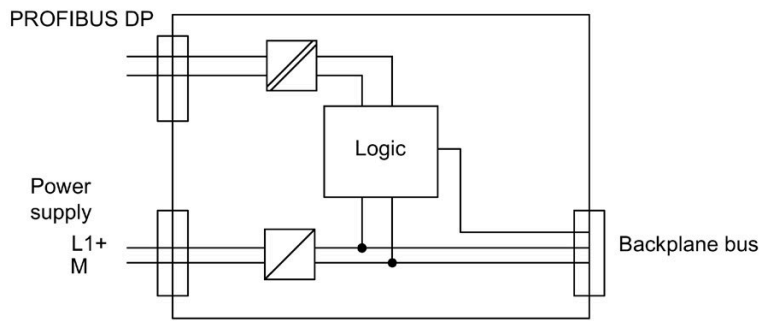 PROFIBUS DP
Logic
Power
supply
L1+
M
Backplane bus